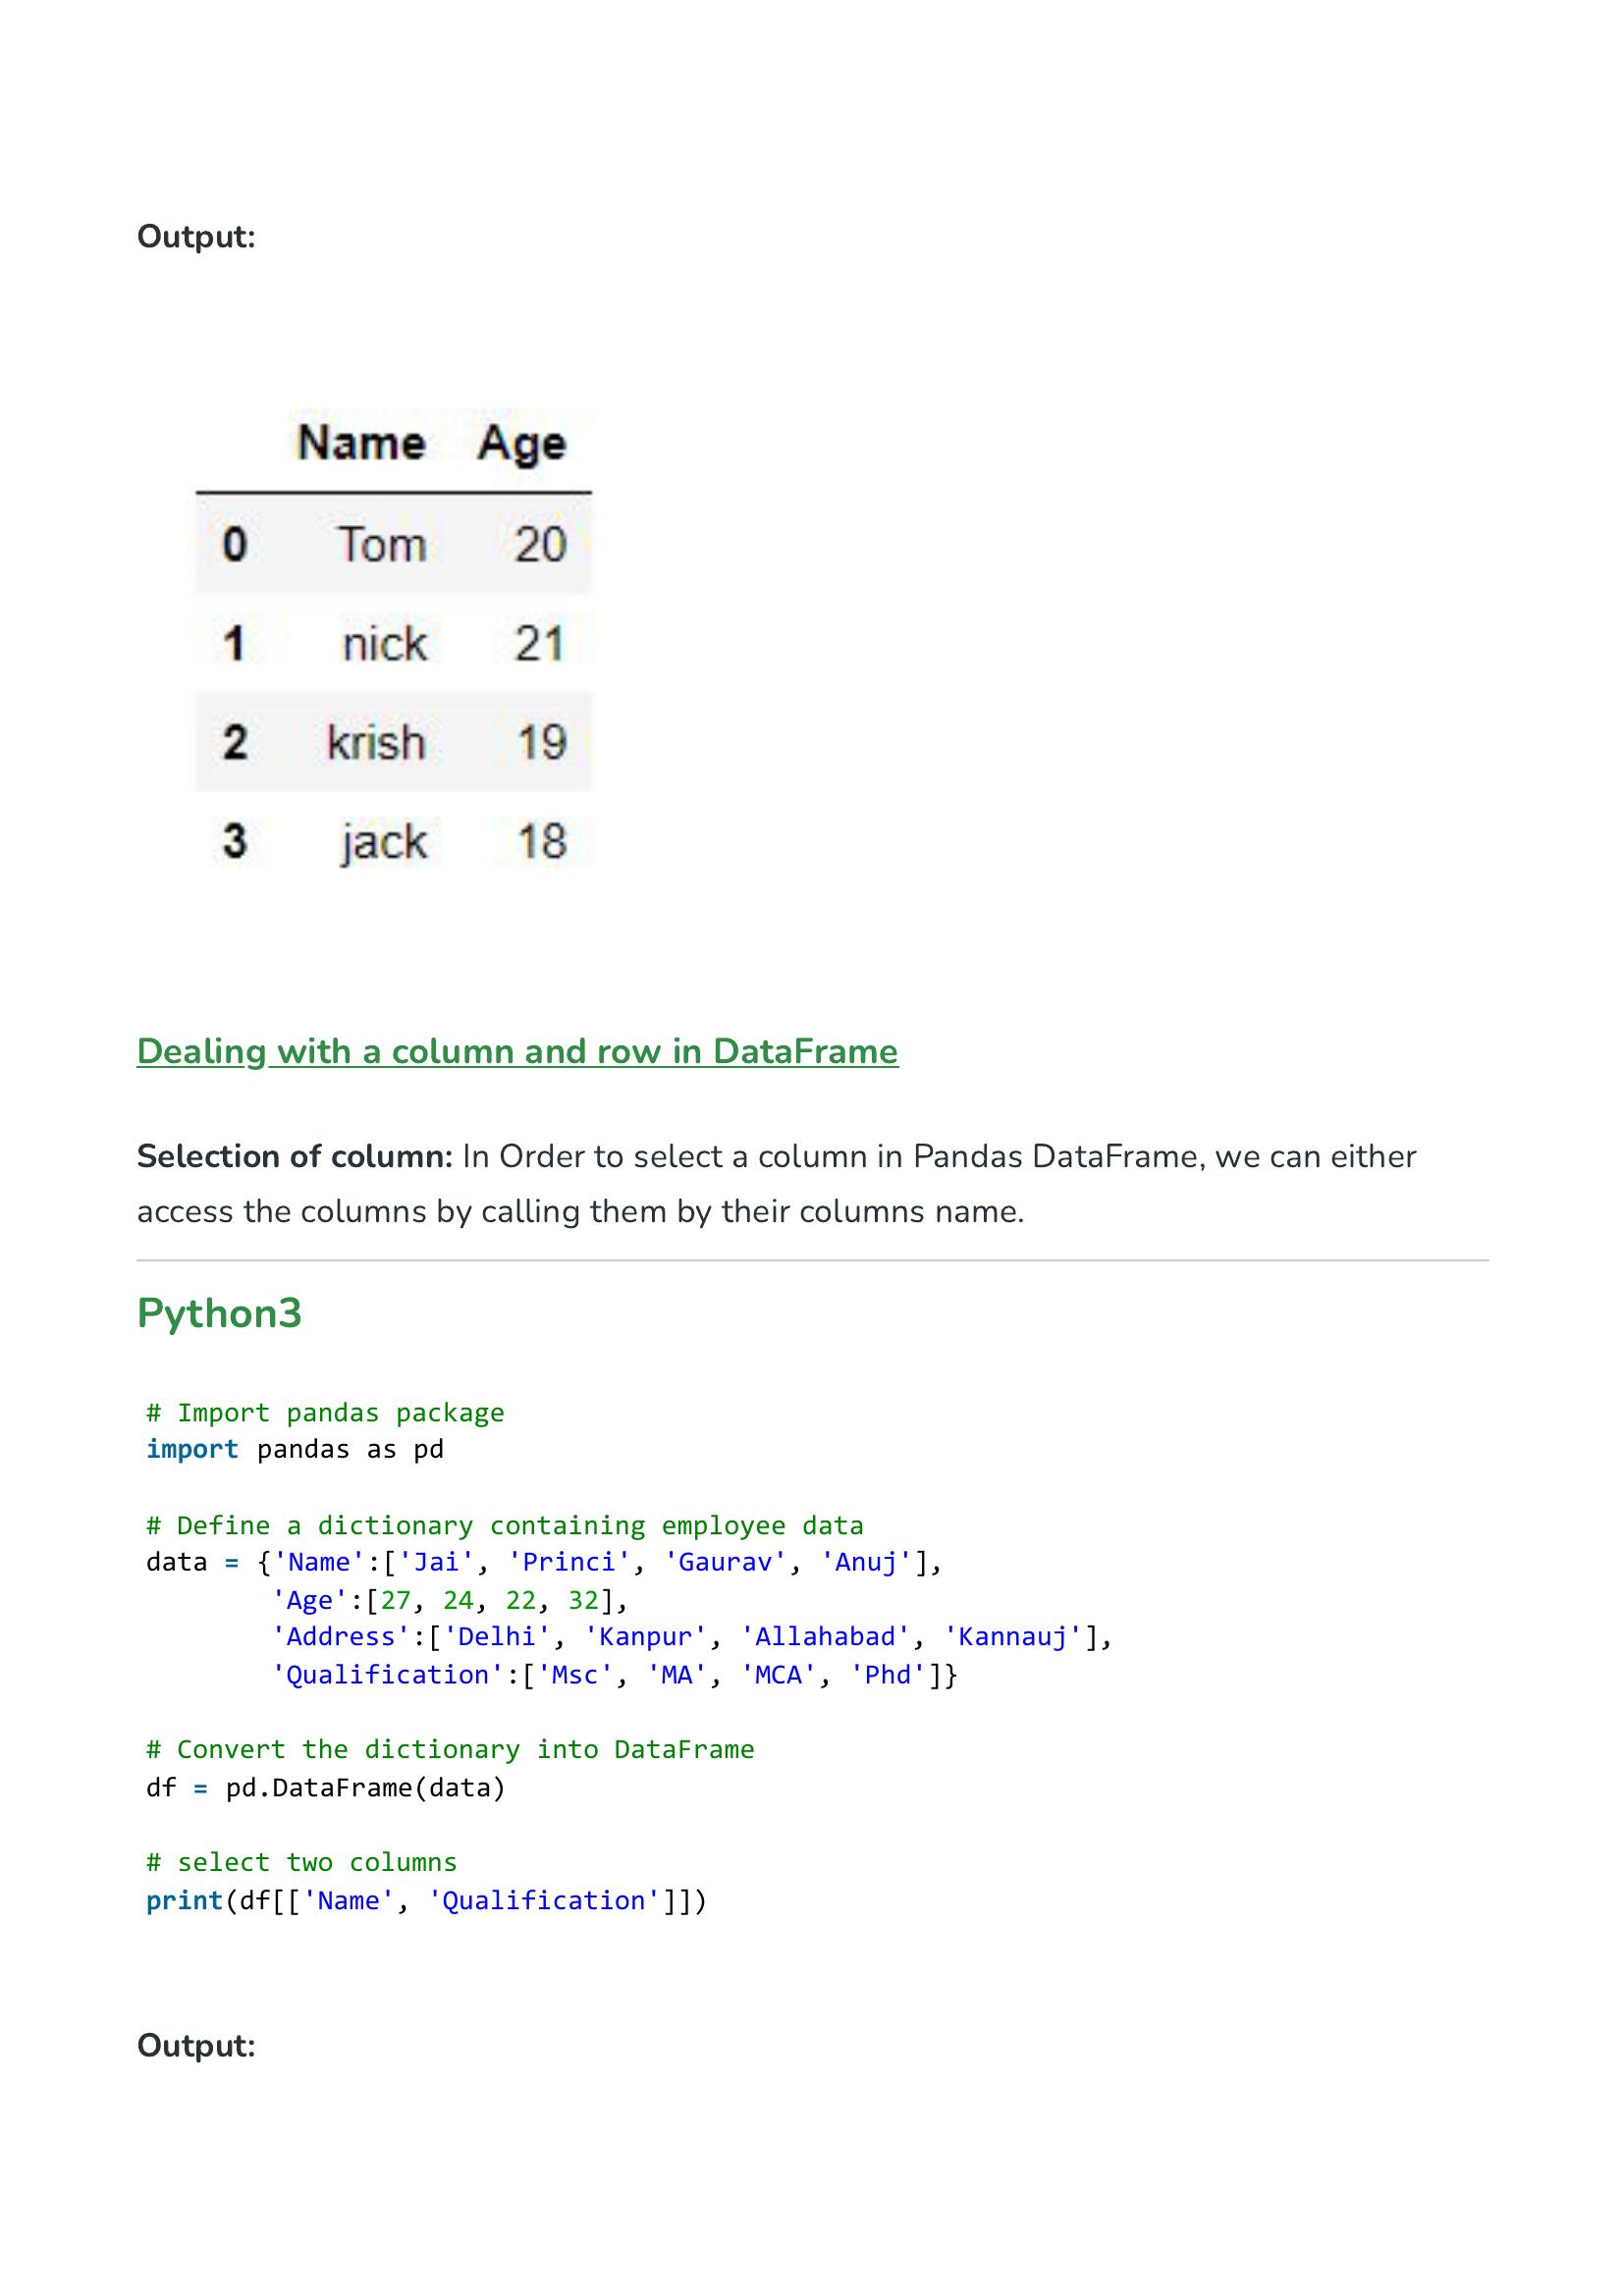 Output:
Name Age
0 Tom 20
1 nick 21
2 krish 19
3 jack 18
Dealing with a column and row in DataFrame
Selection of column: In Order to select a column in Pandas DataFrame, we can either
access the columns by calling them by their columns name.
Python3
# Import pandas package
import pandas as pd
# Define a dictionary containing employee data
data = {'Name':['Jai', 'Princi', 'Gaurav', 'Anuj'],
'Age':[27, 24, 22, 32],
'Address':['Delhi', 'Kanpur', 'Allahabad', 'Kannauj'],
'Qualification':['Msc', 'MA', 'MCA', 'Phd']}
# Convert the dictionary into DataFrame
df = pd.DataFrame(data)
# select two columns
print(df[['Name', 'Qualification']])
Output: